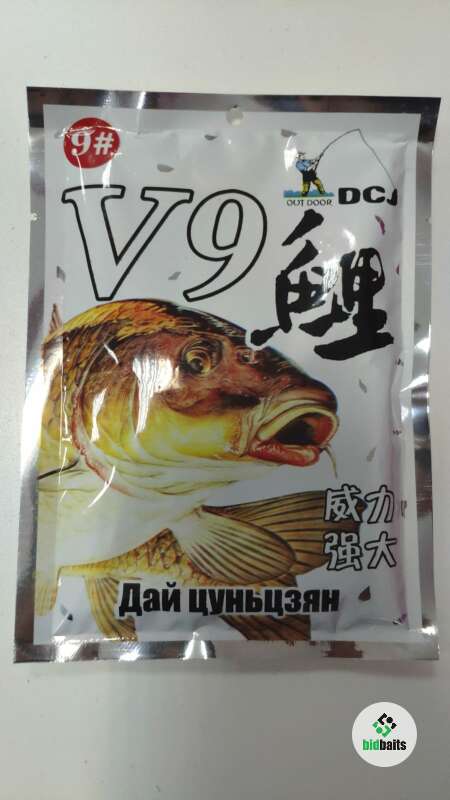 9#
OUT DOOR DCJ
V9
鲤
威力
强大
Дай цуньцзян
bidbaits